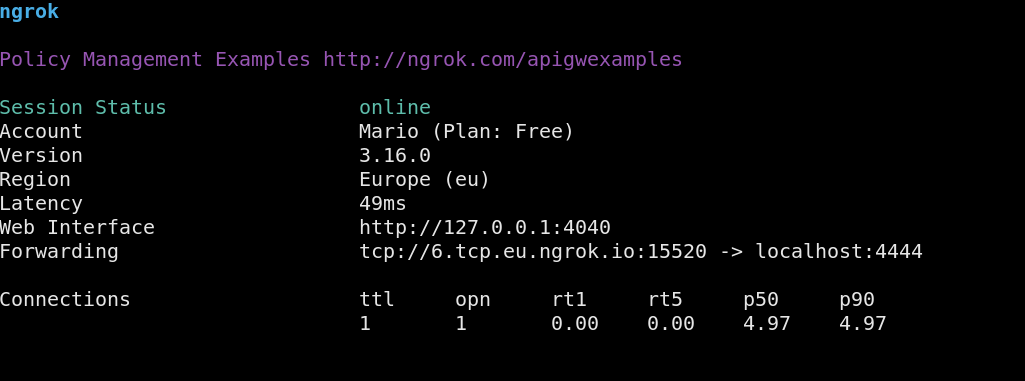 ngrok
Policy Management Examples http://ngrok.com/apigwexamples
Session Status online
Account Mario (Plan: Free)
Version 3.16.0
Region Europe (eu)
Latency 49ms
Web Interface http://127.0.0.1:4040
Forwarding tcp://6.tcp.eu.ngrok.io:15520 -> localhost:4444
Connections ttl opn rt1 rt5 p50 p90
1 1 0.00 0.00 4.97 4.97